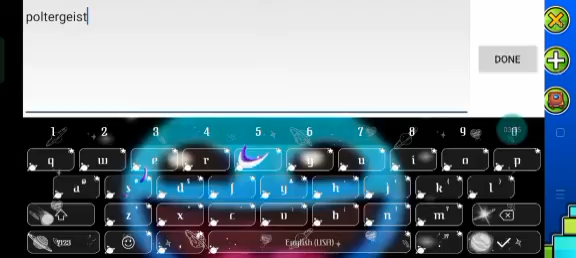 poltergeist
DONE
1 2 3 4 5 6 7 8 9 0
q w e r y u i o p
a s d f g h j k l
z x c v b n m
?123 , English (US) .